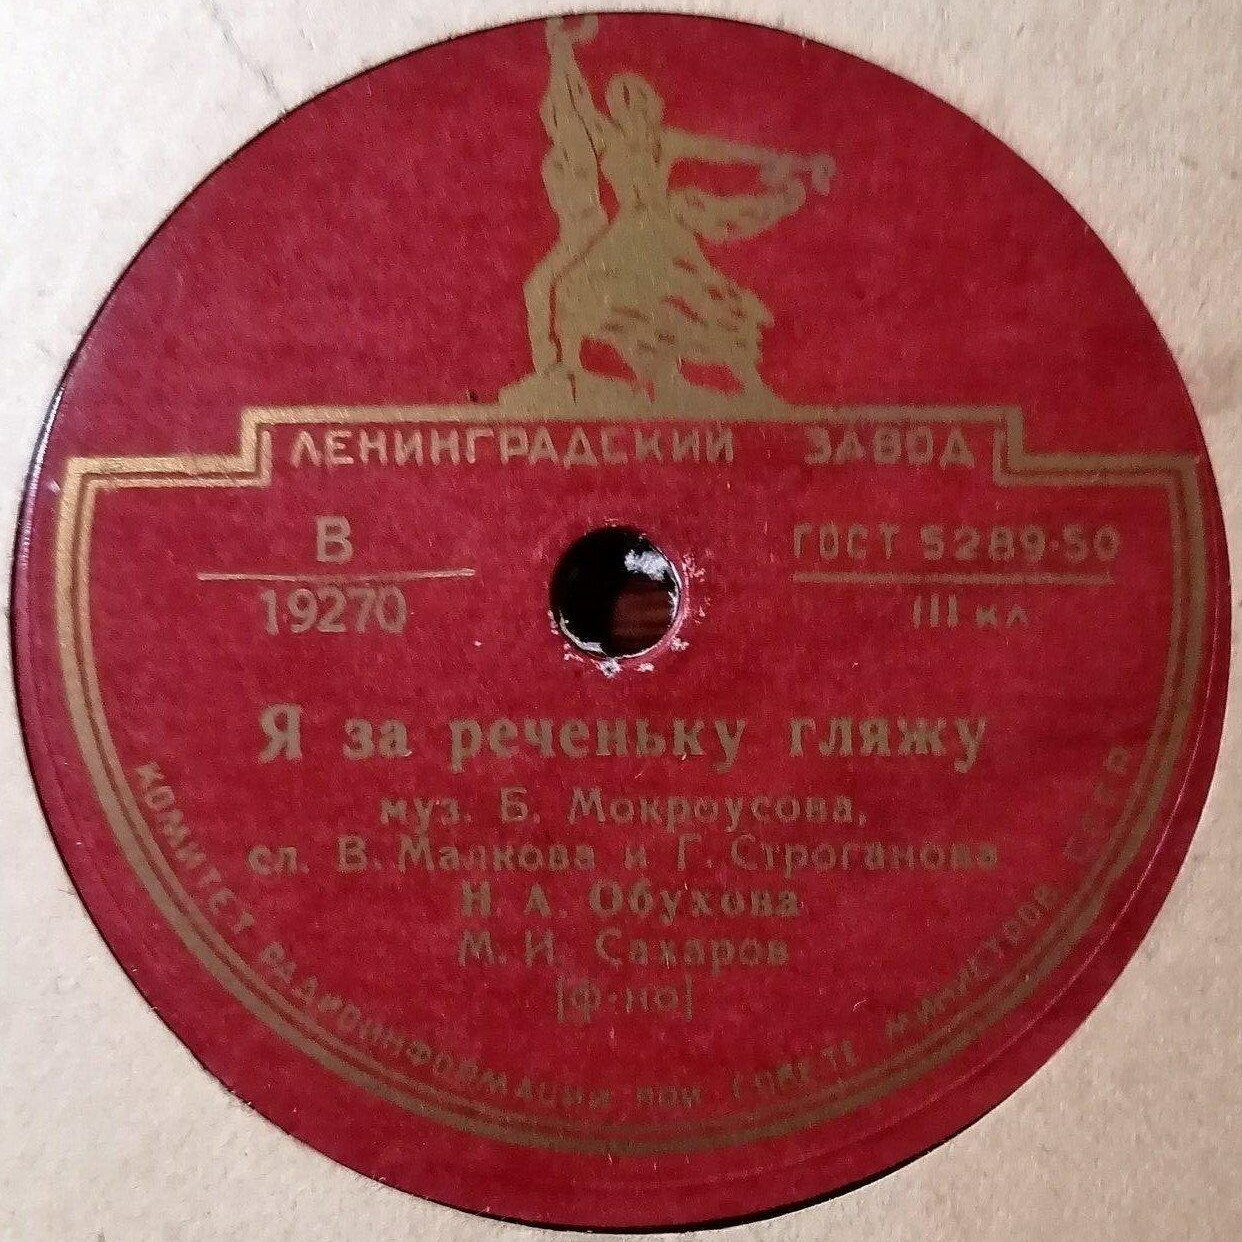 ЛЕНИНГРАДСКИЙ ЗАВОД
В
19270
ГОСТ 5289-50
III кл
Я за реченьку гляжу
муз. Б. Мокроусова,
сл. В. Малкова и Г. Строганова
Н. А. Обухова
М. И. Сахаров
[ф-но]
КОМИТЕТ РАДИОИНФОРМАЦИИ ПРИ СОВЕТЕ МИНИСТРОВ СССР